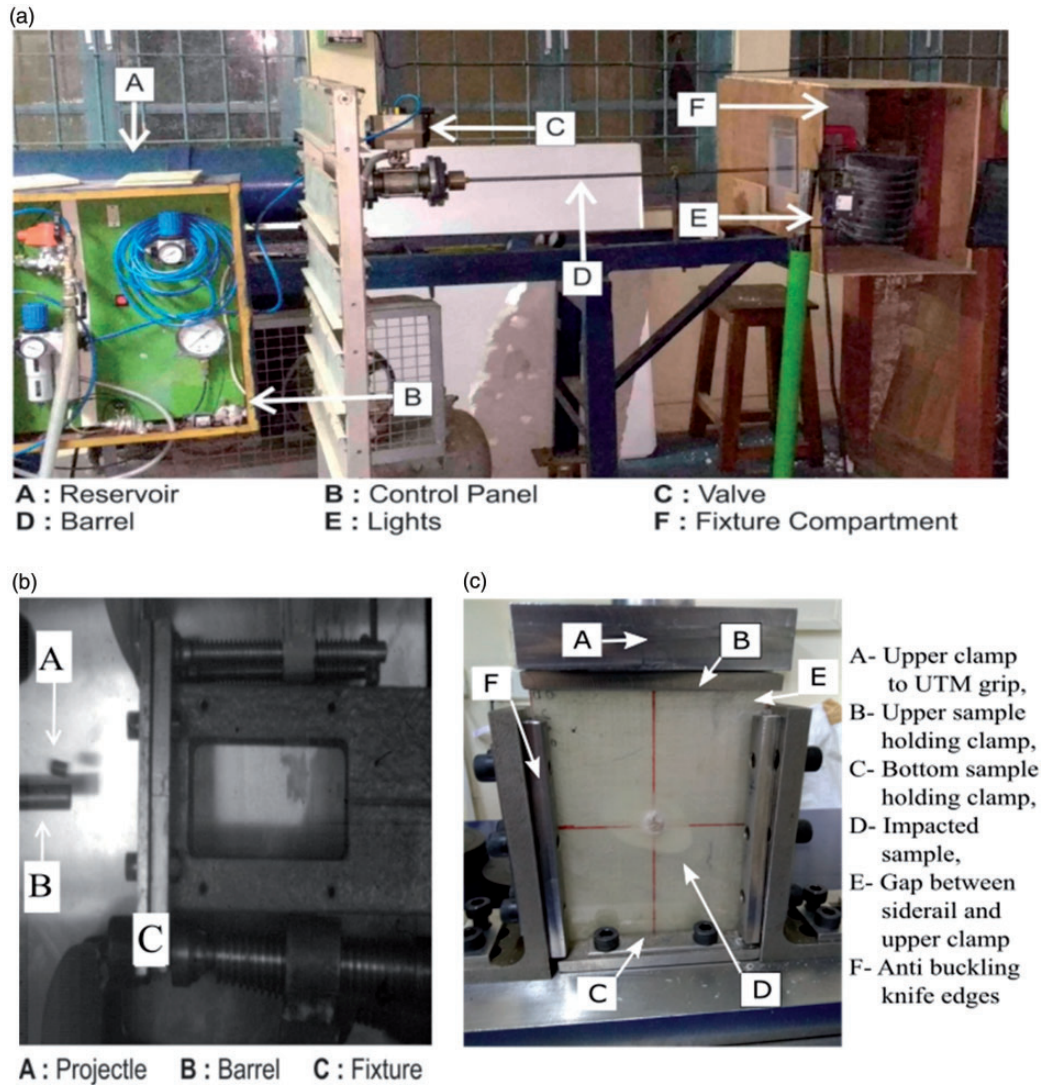 (a)
A
C
F
E
D
B
A : Reservoir B : Control Panel C : Valve
D : Barrel E : Lights F : Fixture Compartment
(b)
A
B
C
A : Projectle B : Barrel C : Fixture
(c)
A
B
E
F
C
D
A- Upper clamp
to UTM grip,
B- Upper sample
holding clamp,
C- Bottom sample
holding clamp,
D- Impacted
sample,
E- Gap between
siderail and
upper clamp
F- Anti buckling
knife edges